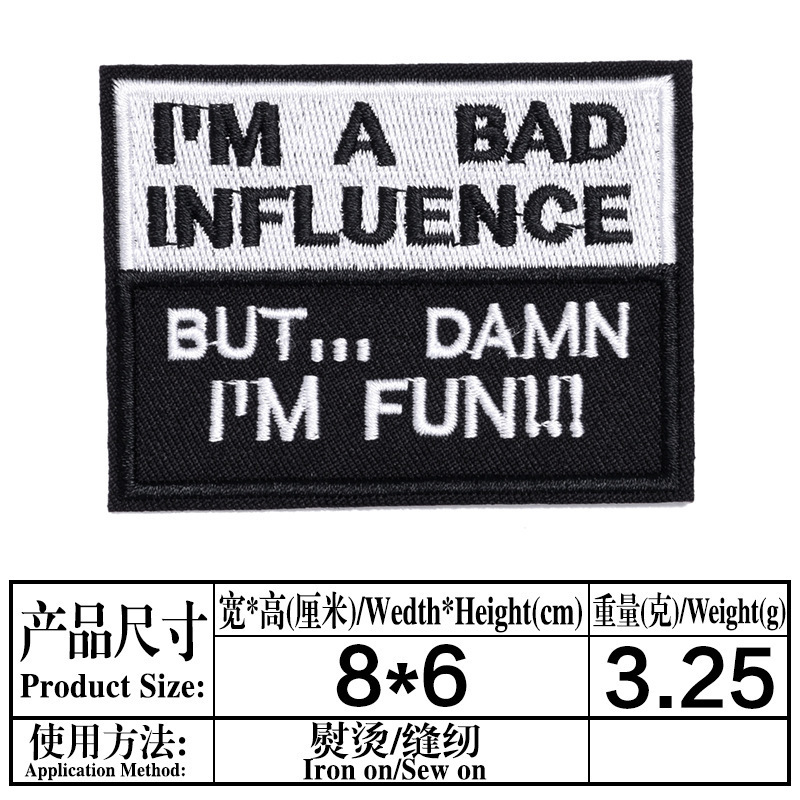 I'M A BAD
INFLUENCE
BUT... DAMN
I'M FUN!!!
产品尺寸
Product Size:
宽*高(厘米)/Wedth*Height(cm)
8*6
重量(克)/Weight(g)
3.25
使用方法:
Application Method:
熨烫/缝纫
Iron on/Sew on